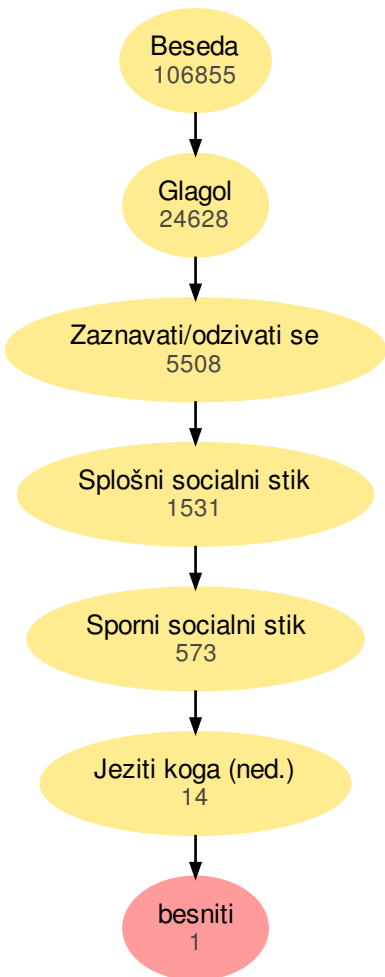 Beseda
106855
Glagol
24628
Zaznavati/odzivati se
5508
Splošni socialni stik
1531
Sporni socialni stik
573
Jeziti koga (ned.)
14
besniti
1